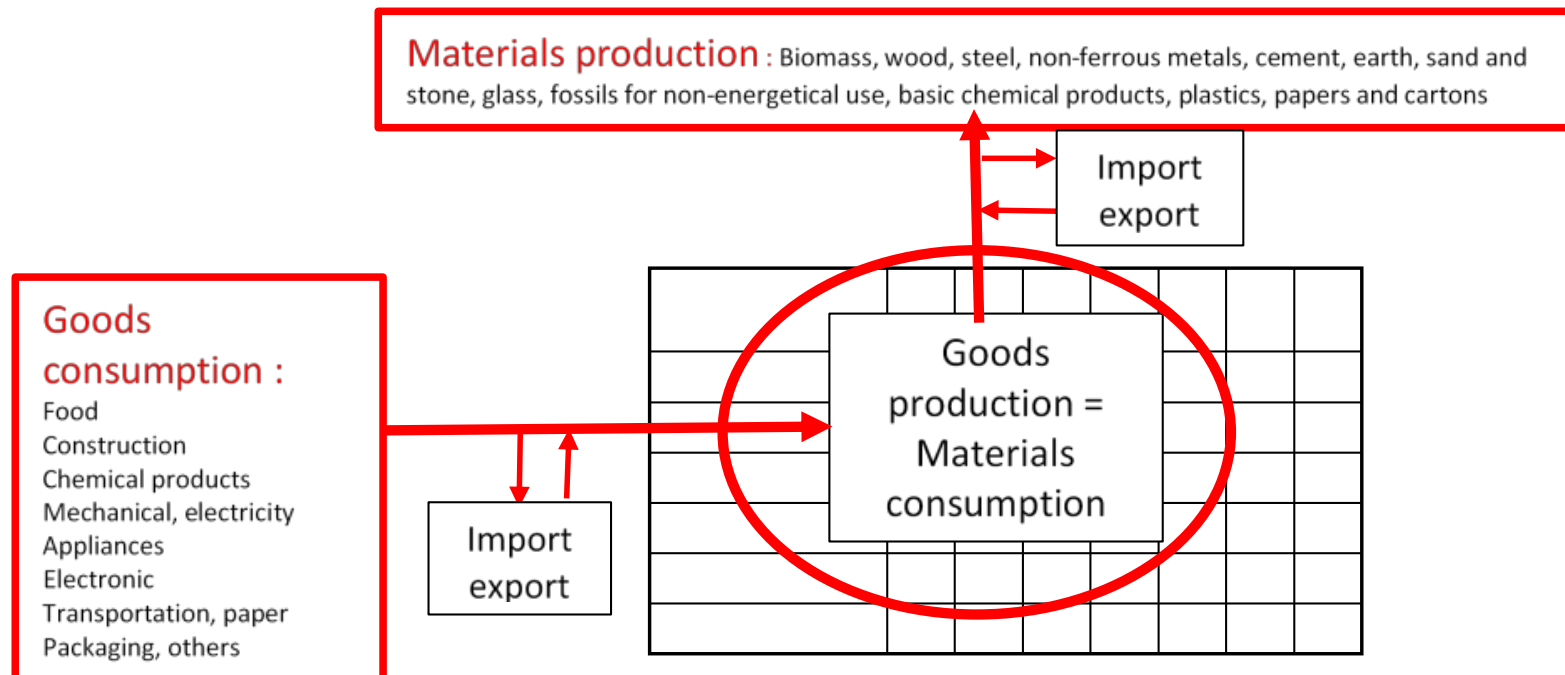 Materials production : Biomass, wood, steel, non-ferrous metals, cement, earth, sand and
stone, glass, fossils for non-energetical use, basic chemical products, plastics, papers and cartons
Import
export
Goods
consumption :
Food
Construction
Chemical products
Mechanical, electricity
Appliances
Electronic
Transportation, paper
Packaging, others
Import
export
Goods
production =
Materials
consumption